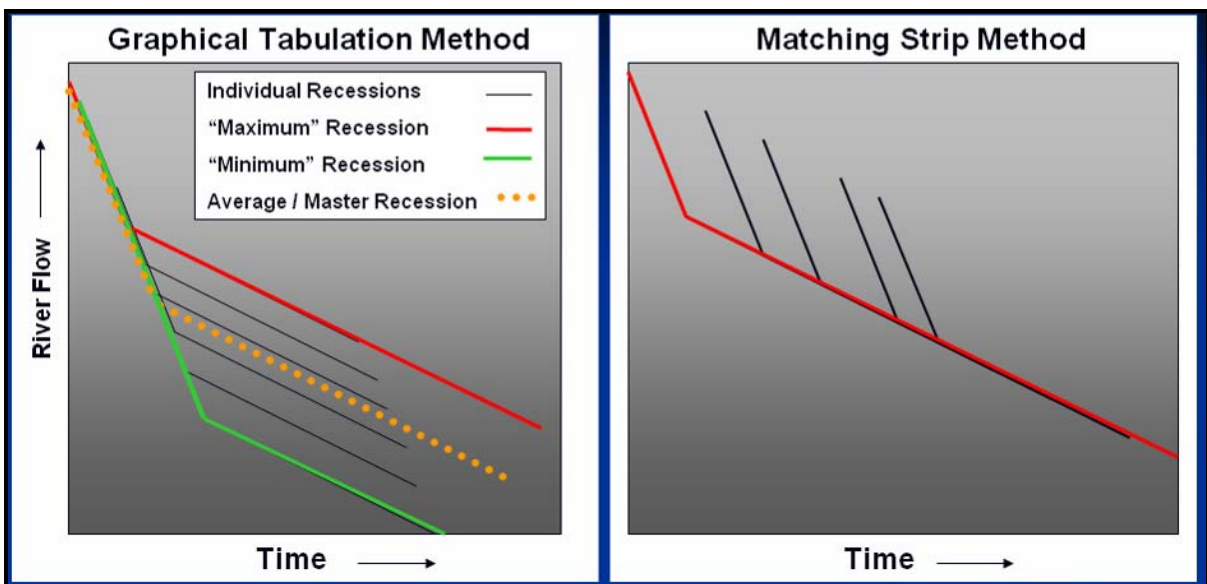 Graphical Tabulation Method
Individual Recessions
“Maximum” Recession
“Minimum” Recession
Average / Master Recession
River Flow
Time
Matching Strip Method
Time